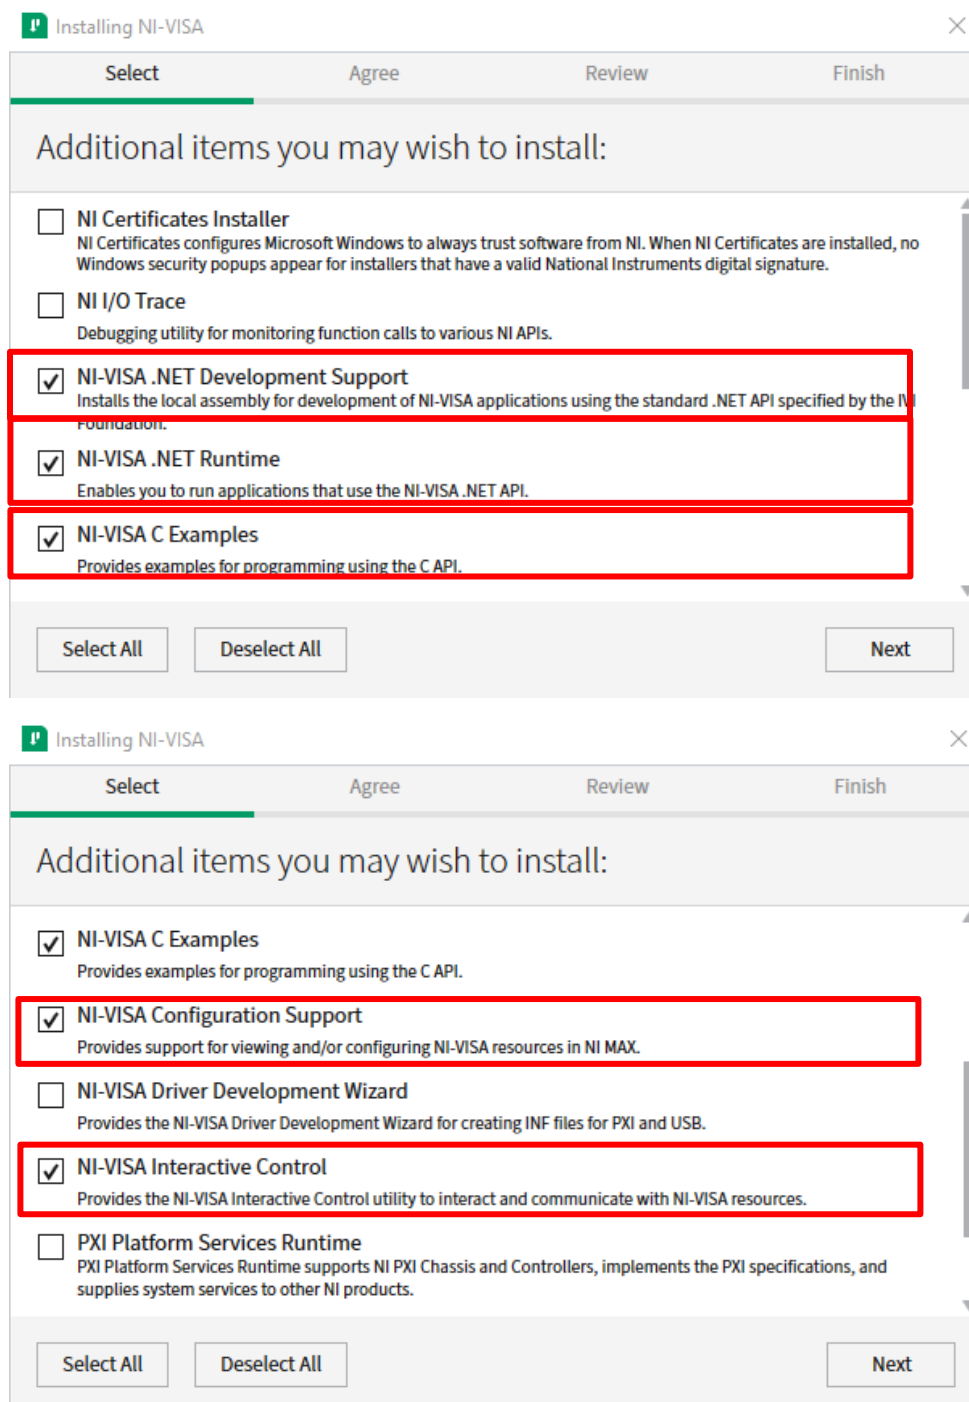 Installing NI-VISA
Select Agree Review Finish
Additional items you may wish to install:
NI Certificates Installer
NI Certificates configures Microsoft Windows to always trust software from NI. When NI Certificates are installed, no
Windows security popups appear for installers that have a valid National Instruments digital signature.
NI I/O Trace
Debugging utility for monitoring function calls to various NI APIs.
NI-VISA .NET Development Support
Installs the local assembly for development of NI-VISA applications using the standard .NET API specified by the IVI
Foundation.
NI-VISA .NET Runtime
Enables you to run applications that use the NI-VISA .NET API.
NI-VISA C Examples
Provides examples for programming using the C API.
Select All Deselect All Next
Installing NI-VISA
Select Agree Review Finish
Additional items you may wish to install:
NI-VISA C Examples
Provides examples for programming using the C API.
NI-VISA Configuration Support
Provides support for viewing and/or configuring NI-VISA resources in NI MAX.
NI-VISA Driver Development Wizard
Provides the NI-VISA Driver Development Wizard for creating INF files for PXI and USB.
NI-VISA Interactive Control
Provides the NI-VISA Interactive Control utility to interact and communicate with NI-VISA resources.
PXI Platform Services Runtime
PXI Platform Services Runtime supports NI PXI Chassis and Controllers, implements the PXI specifications, and
supplies system services to other NI products.
Select All Deselect All Next